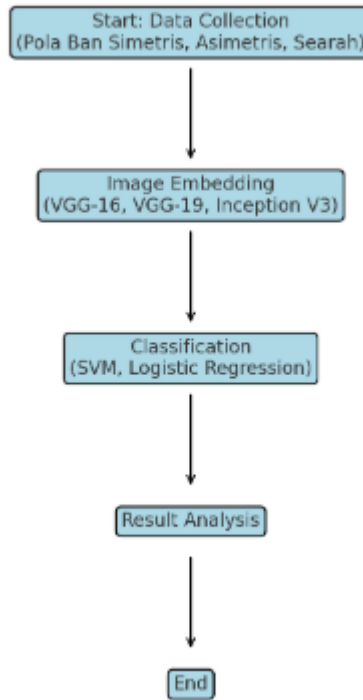 Start: Data Collection
(Pola Ban Simetris, Asimetris, Searah)
Image Embedding
(VGG-16, VGG-19, Inception V3)
Classification
(SVM, Logistic Regression)
Result Analysis
End